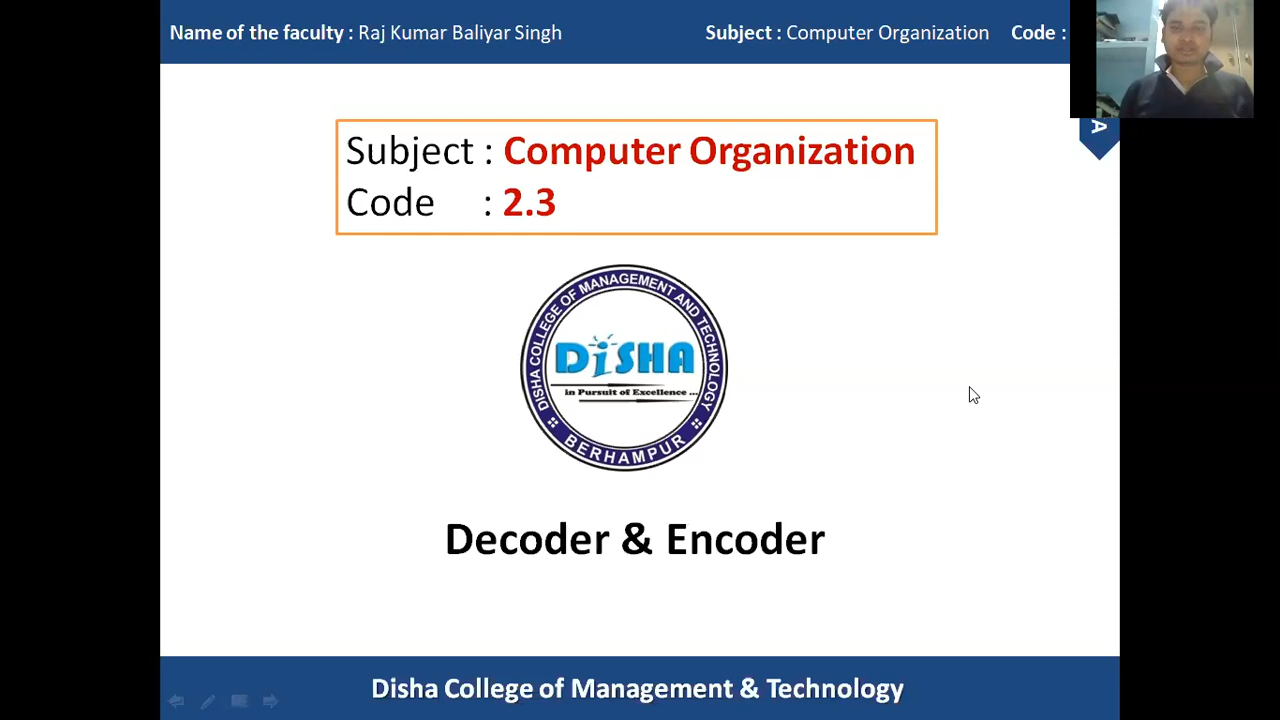 Name of the faculty : Raj Kumar Baliyar Singh Subject : Computer Organization Code :
A
Subject : Computer Organization
Code : 2.3
DISHA COLLEGE OF MANAGEMENT AND TECHNOLOGY
DiSHA
in Pursuit of Excellence ...
BERHAMPUR
Decoder & Encoder
Disha College of Management & Technology